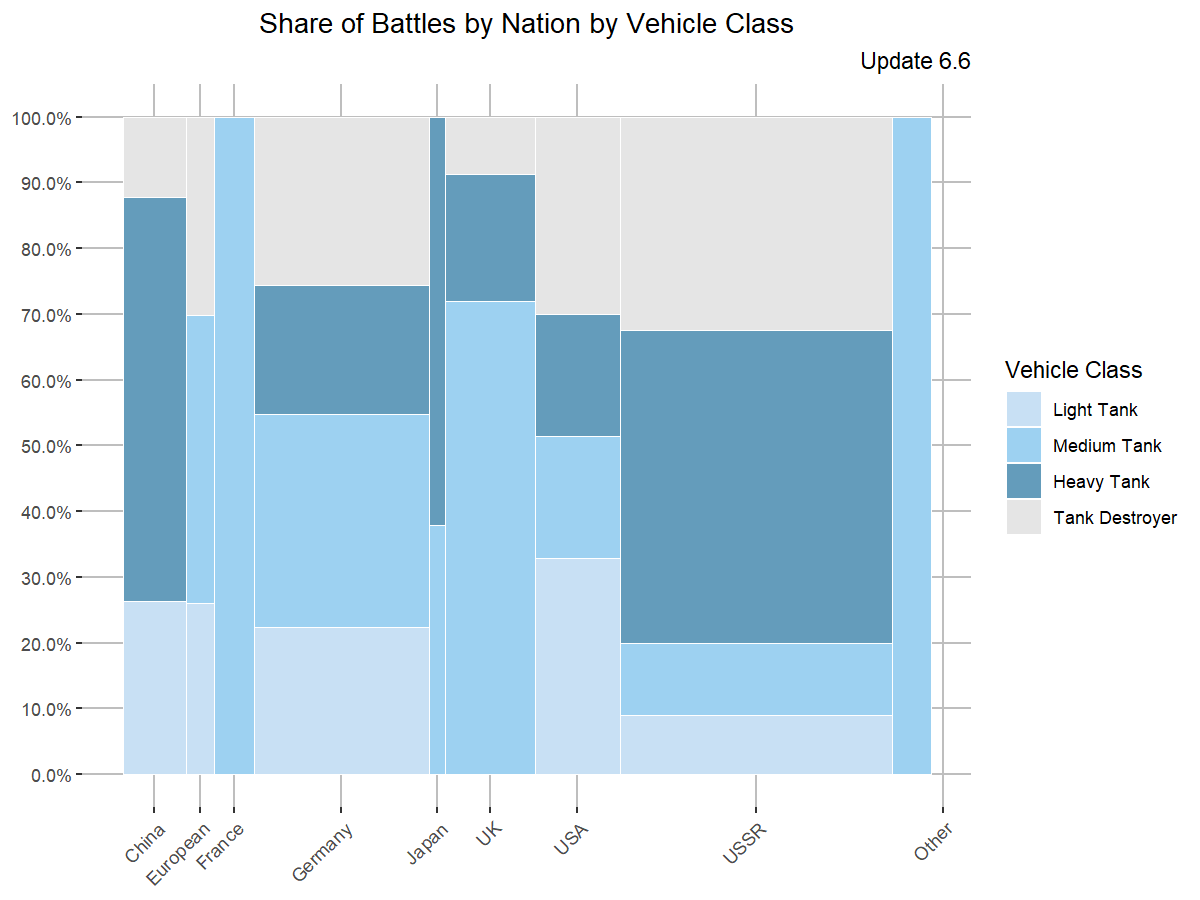 Share of Battles by Nation by Vehicle Class
Update 6.6
100.0%
90.0%
80.0%
70.0%
60.0%
50.0%
40.0%
30.0%
20.0%
10.0%
0.0%
China
European
France
Germany
Japan
UK
USA
USSR
Other
Vehicle Class
Light Tank
Medium Tank
Heavy Tank
Tank Destroyer